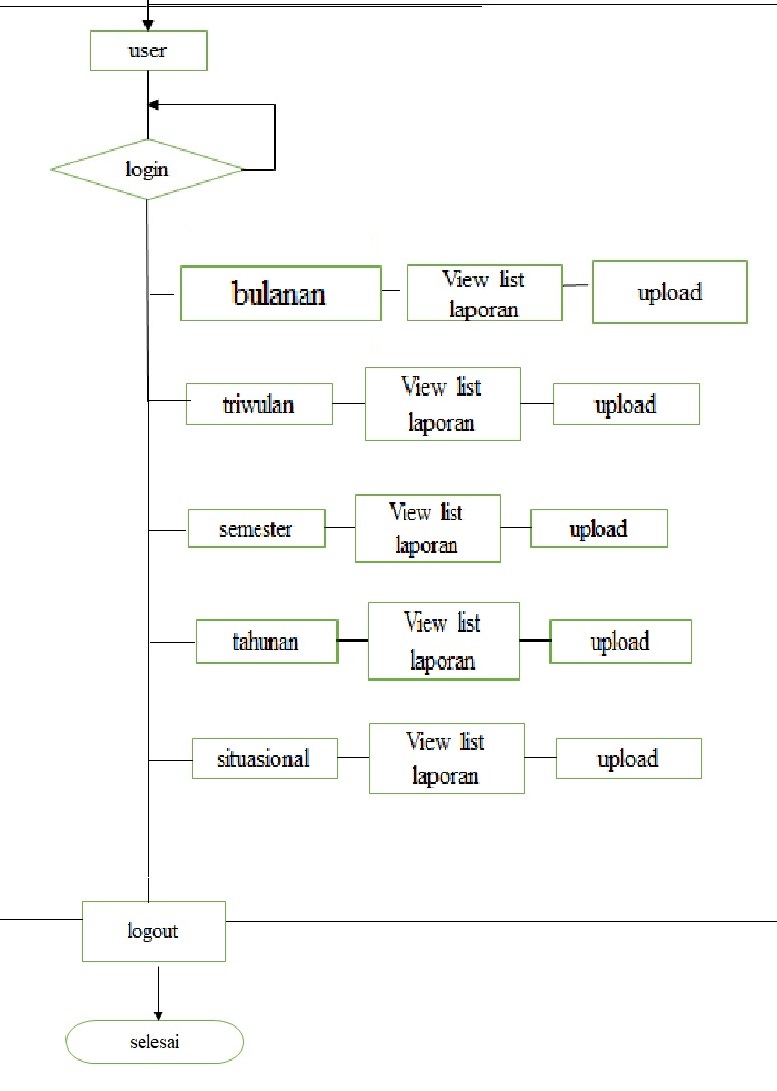 user
login
bulanan
View list
laporan
upload
triwulan
View list
laporan
upload
semester
View list
laporan
upload
tahunan
View list
laporan
upload
situasional
View list
laporan
upload
logout
selesai